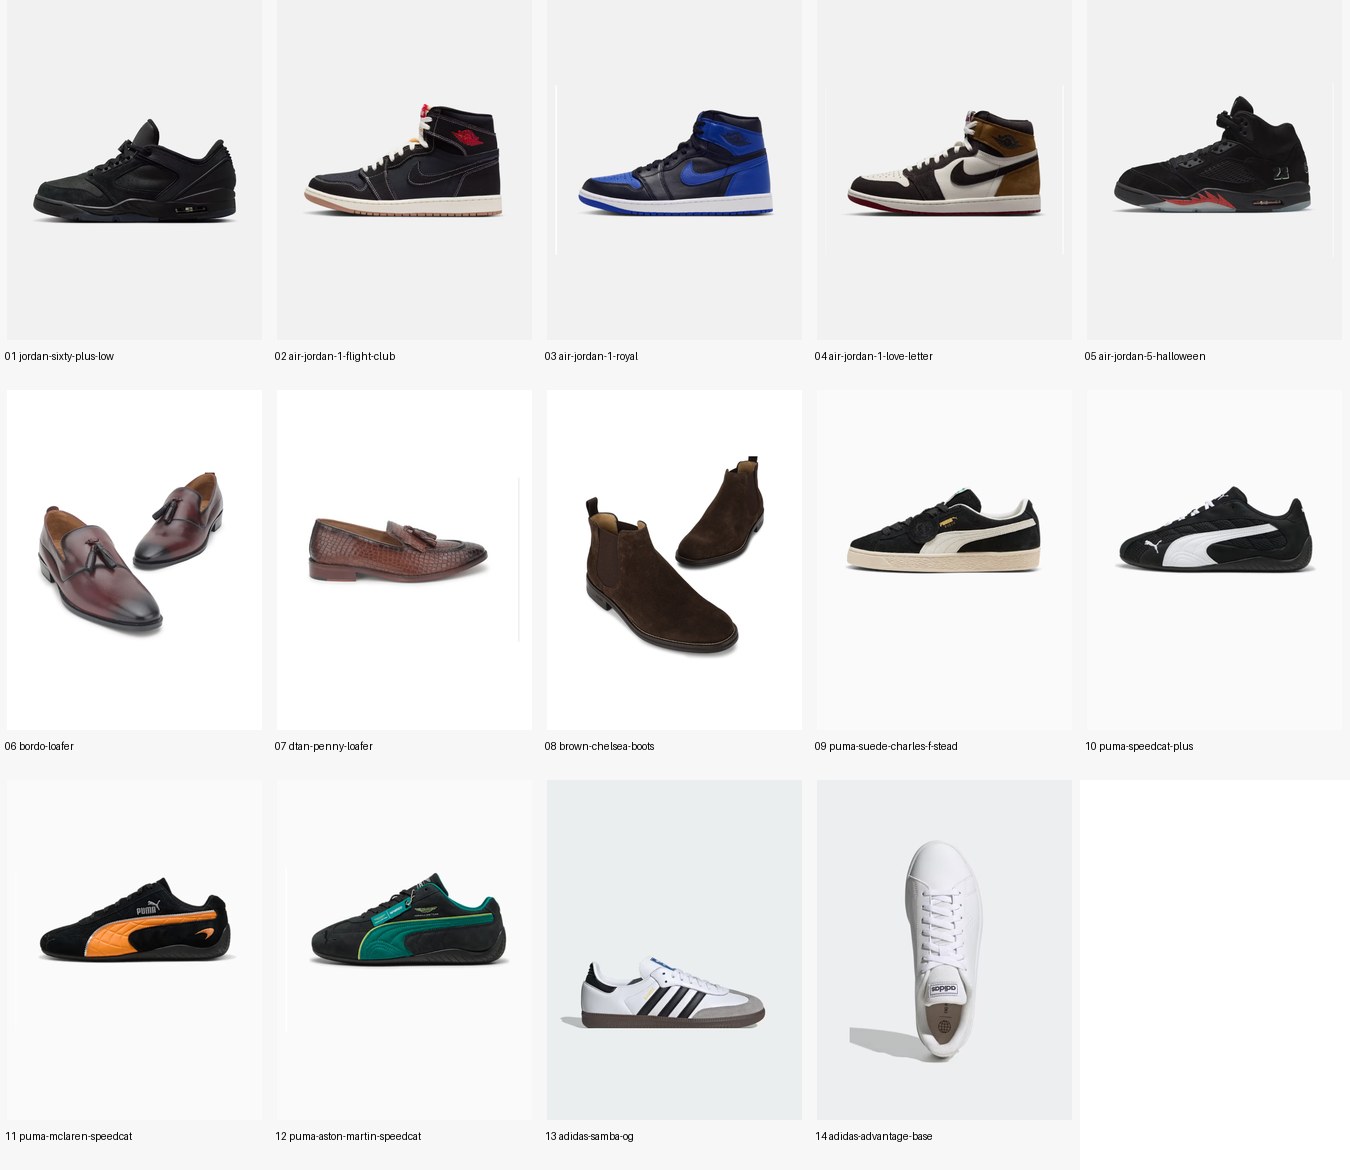 01 jordan-sixty-plus-low
02 air-jordan-1-flight-club
03 air-jordan-1-royal
04 air-jordan-1-love-letter
05 air-jordan-5-halloween
06 bordo-loafer
07 dtan-penny-loafer
08 brown-chelsea-boots
09 puma-suede-charles-f-stead
10 puma-speedcat-plus
PUMA
11 puma-mclaren-speedcat
12 puma-aston-martin-speedcat
13 adidas-samba-og
adidas
14 adidas-advantage-base